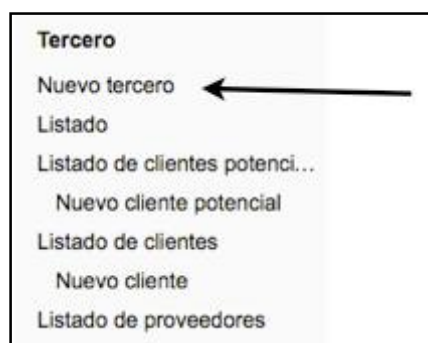 Tercero
Nuevo tercero
Listado
Listado de clientes potenci...
Nuevo cliente potencial
Listado de clientes
Nuevo cliente
Listado de proveedores